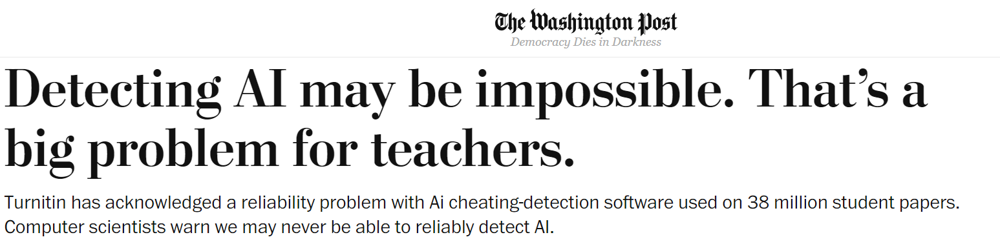 The Washington Post
Democracy Dies in Darkness
Detecting AI may be impossible. That’s a
big problem for teachers.
Turnitin has acknowledged a reliability problem with Ai cheating-detection software used on 38 million student papers.
Computer scientists warn we may never be able to reliably detect AI.